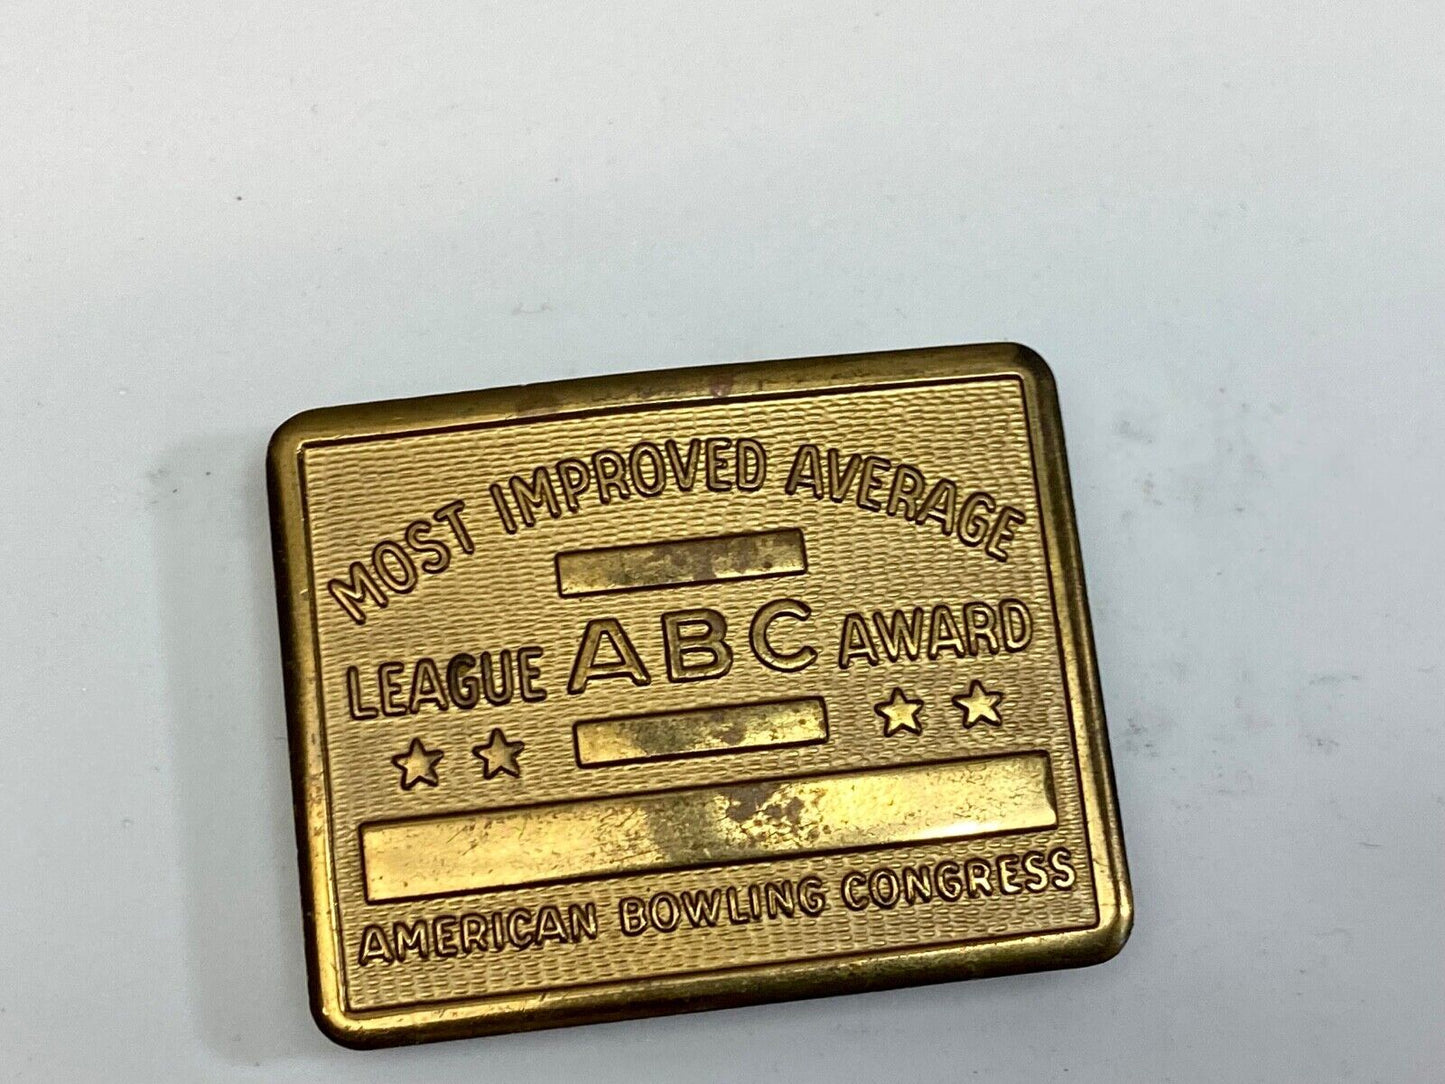 MOST IMPROVED AVERAGE
LEAGUE ABC AWARD
AMERICAN BOWLING CONGRESS